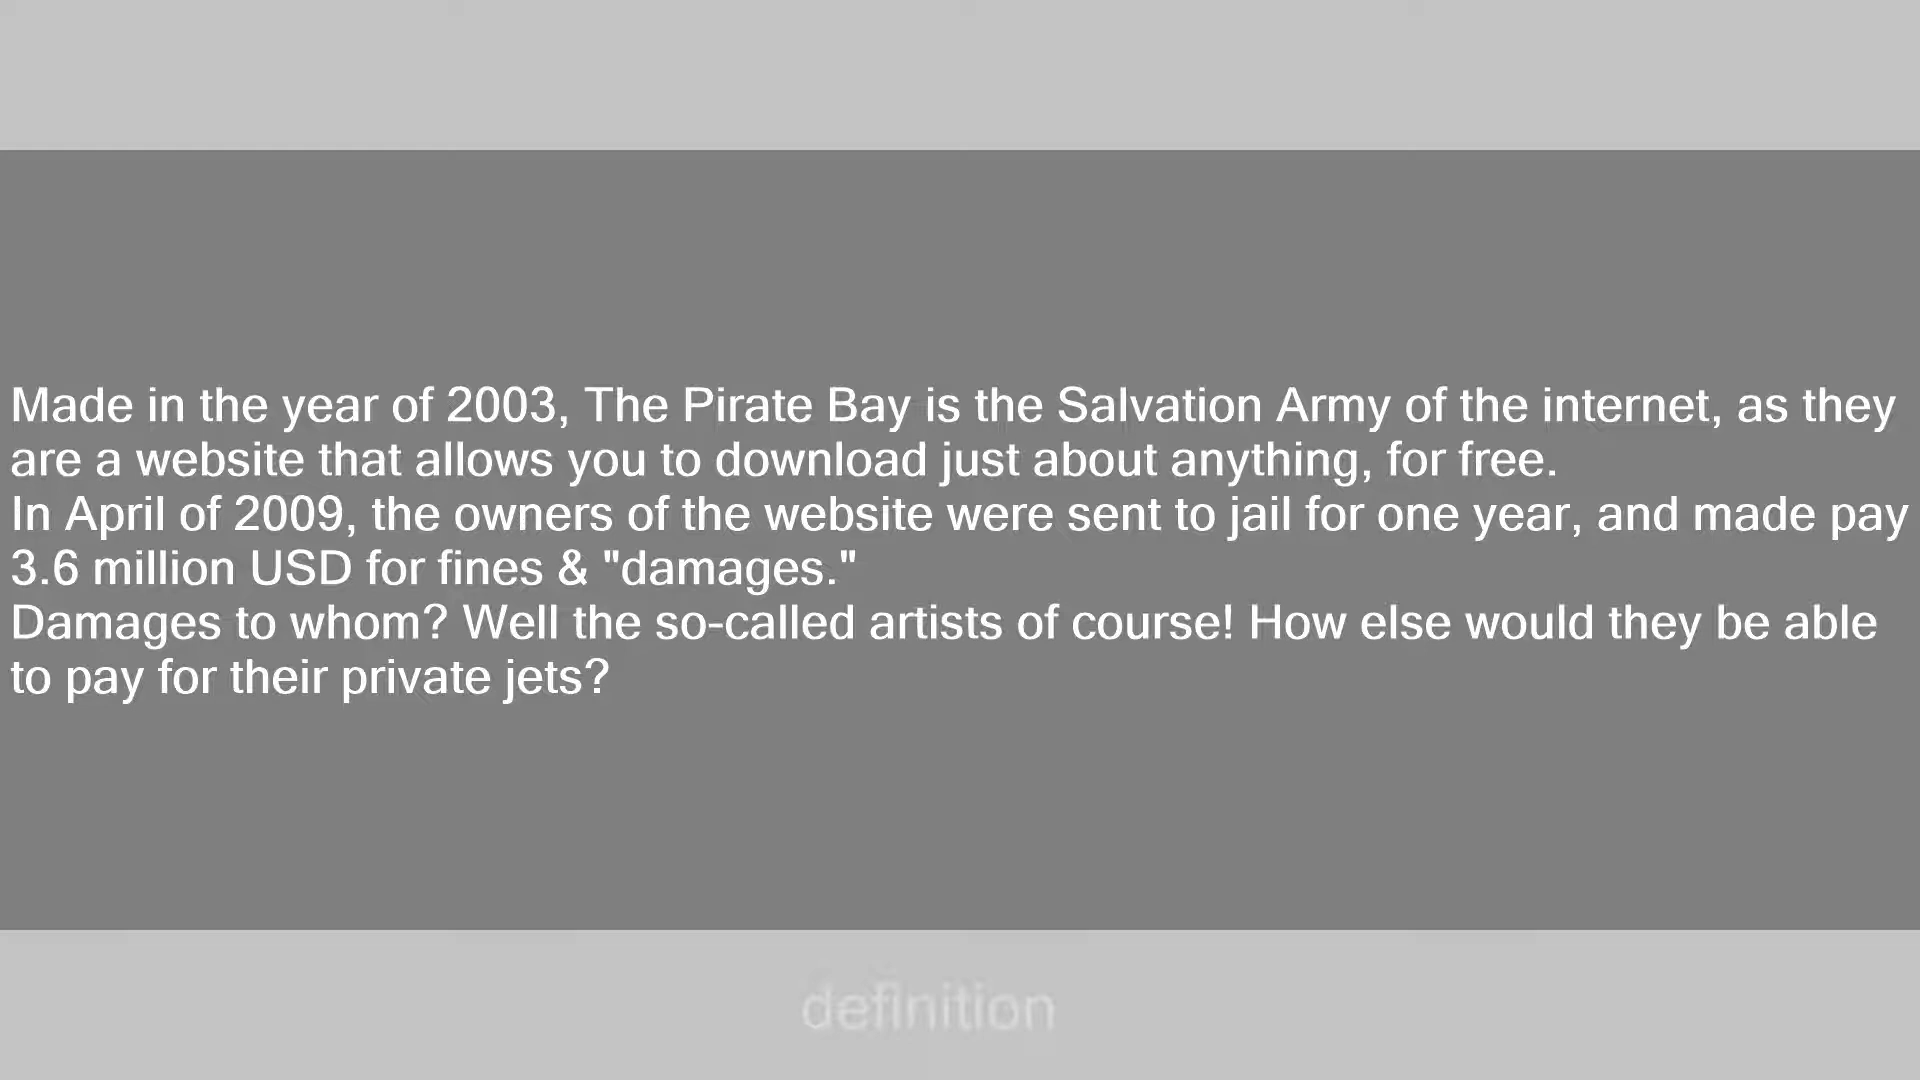 Made in the year of 2003, The Pirate Bay is the Salvation Army of the internet, as they
are a website that allows you to download just about anything, for free.
In April of 2009, the owners of the website were sent to jail for one year, and made pay
3.6 million USD for fines & "damages."
Damages to whom? Well the so-called artists of course! How else would they be able
to pay for their private jets?
definition